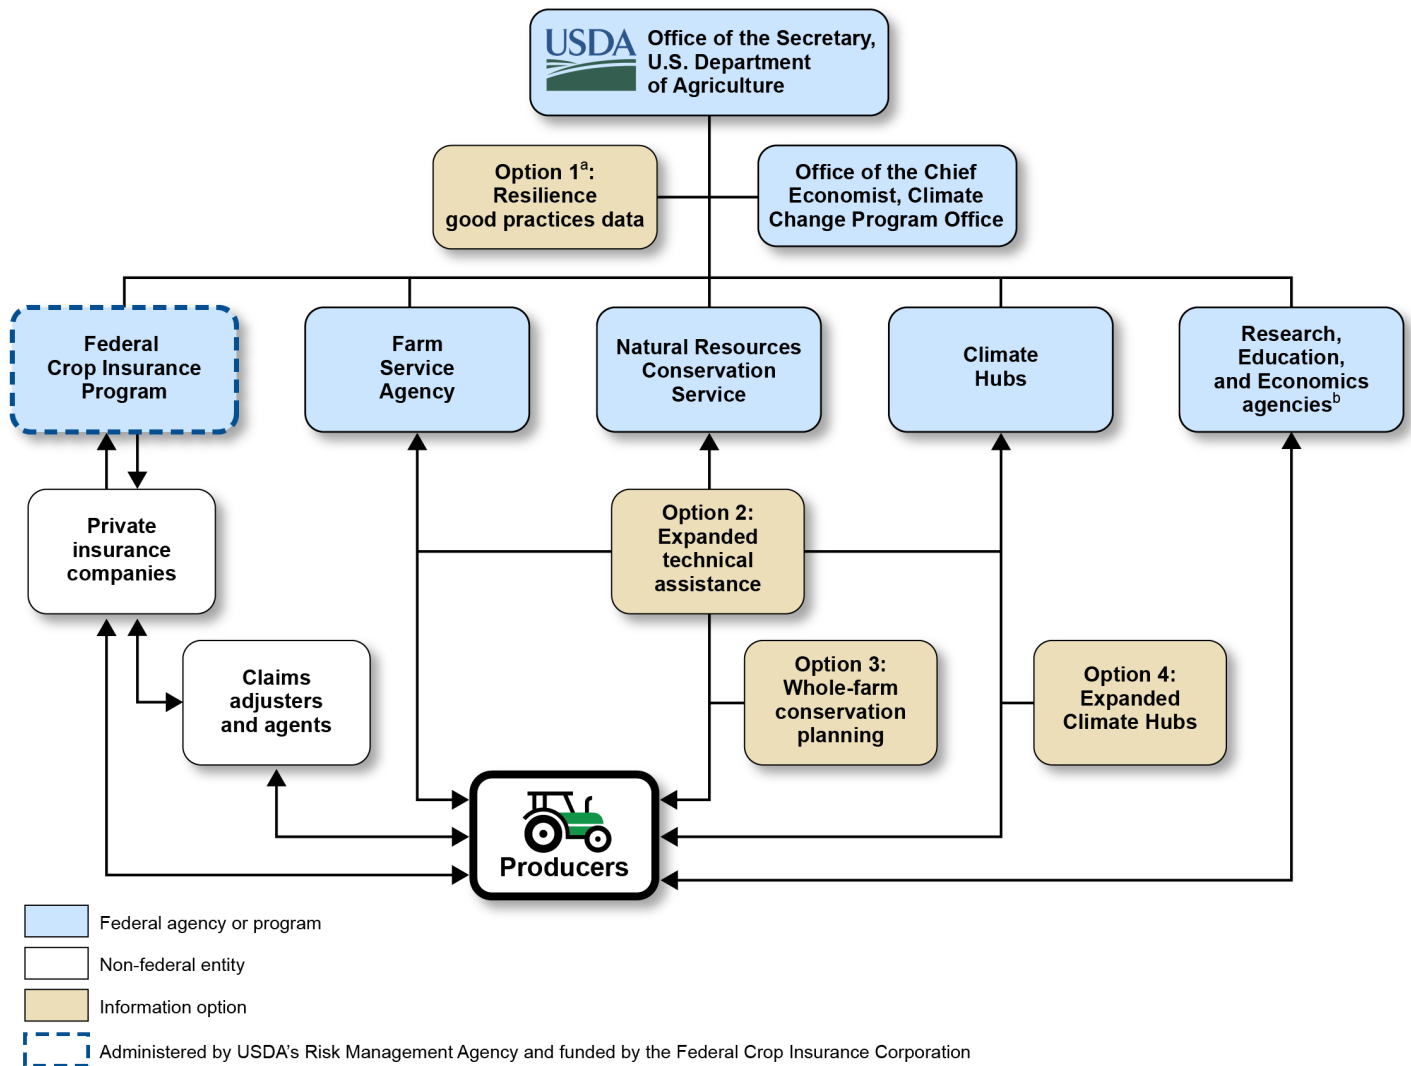 USDA
Office of the Secretary,
U.S. Department
of Agriculture
Option 1a:
Resilience
good practices data
Office of the Chief
Economist, Climate
Change Program Office
Federal
Crop Insurance
Program
Farm
Service
Agency
Natural Resources
Conservation
Service
Climate
Hubs
Research,
Education,
and Economics
agenciesb
Private
insurance
companies
Option 2:
Expanded
technical
assistance
Claims
adjusters
and agents
Option 3:
Whole-farm
conservation
planning
Option 4:
Expanded
Climate Hubs
Producers
Federal agency or program
Non-federal entity
Information option
Administered by USDA's Risk Management Agency and funded by the Federal Crop Insurance Corporation